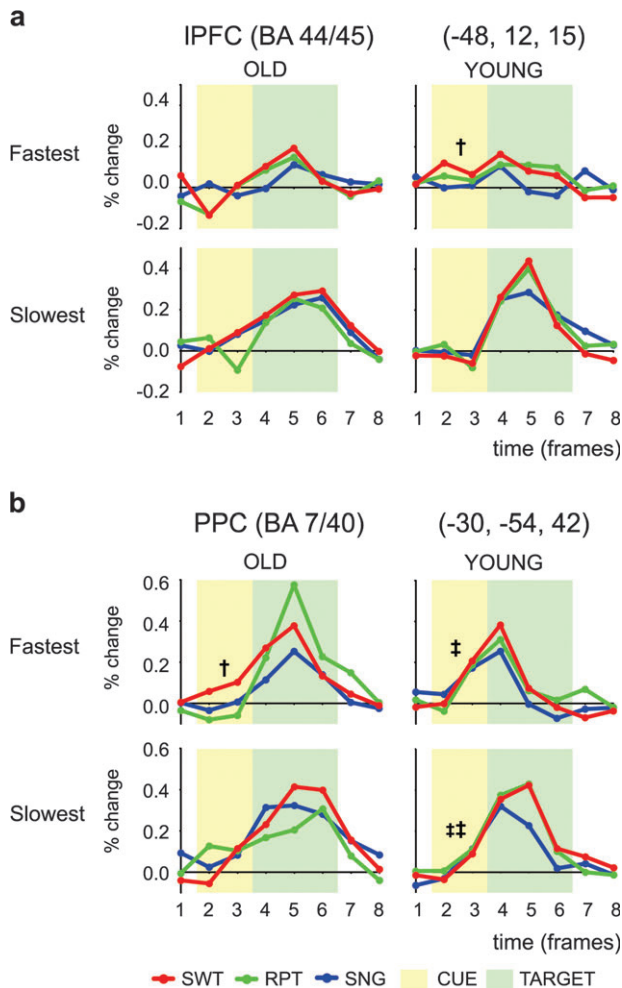 a
lPFC (BA 44/45) (-48, 12, 15)
OLD YOUNG
Fastest
% change
0.4
0.2
0.0
-0.2
†
Slowest
% change
0.4
0.2
0.0
-0.2
1 2 3 4 5 6 7 8 1 2 3 4 5 6 7 8
time (frames)
b
PPC (BA 7/40) (-30, -54, 42)
OLD YOUNG
Fastest
% change
0.6
0.4
0.2
0.0
† ‡
Slowest
% change
0.6
0.4
0.2
0.0
‡‡
1 2 3 4 5 6 7 8 1 2 3 4 5 6 7 8
time (frames)
SWT RPT SNG CUE TARGET